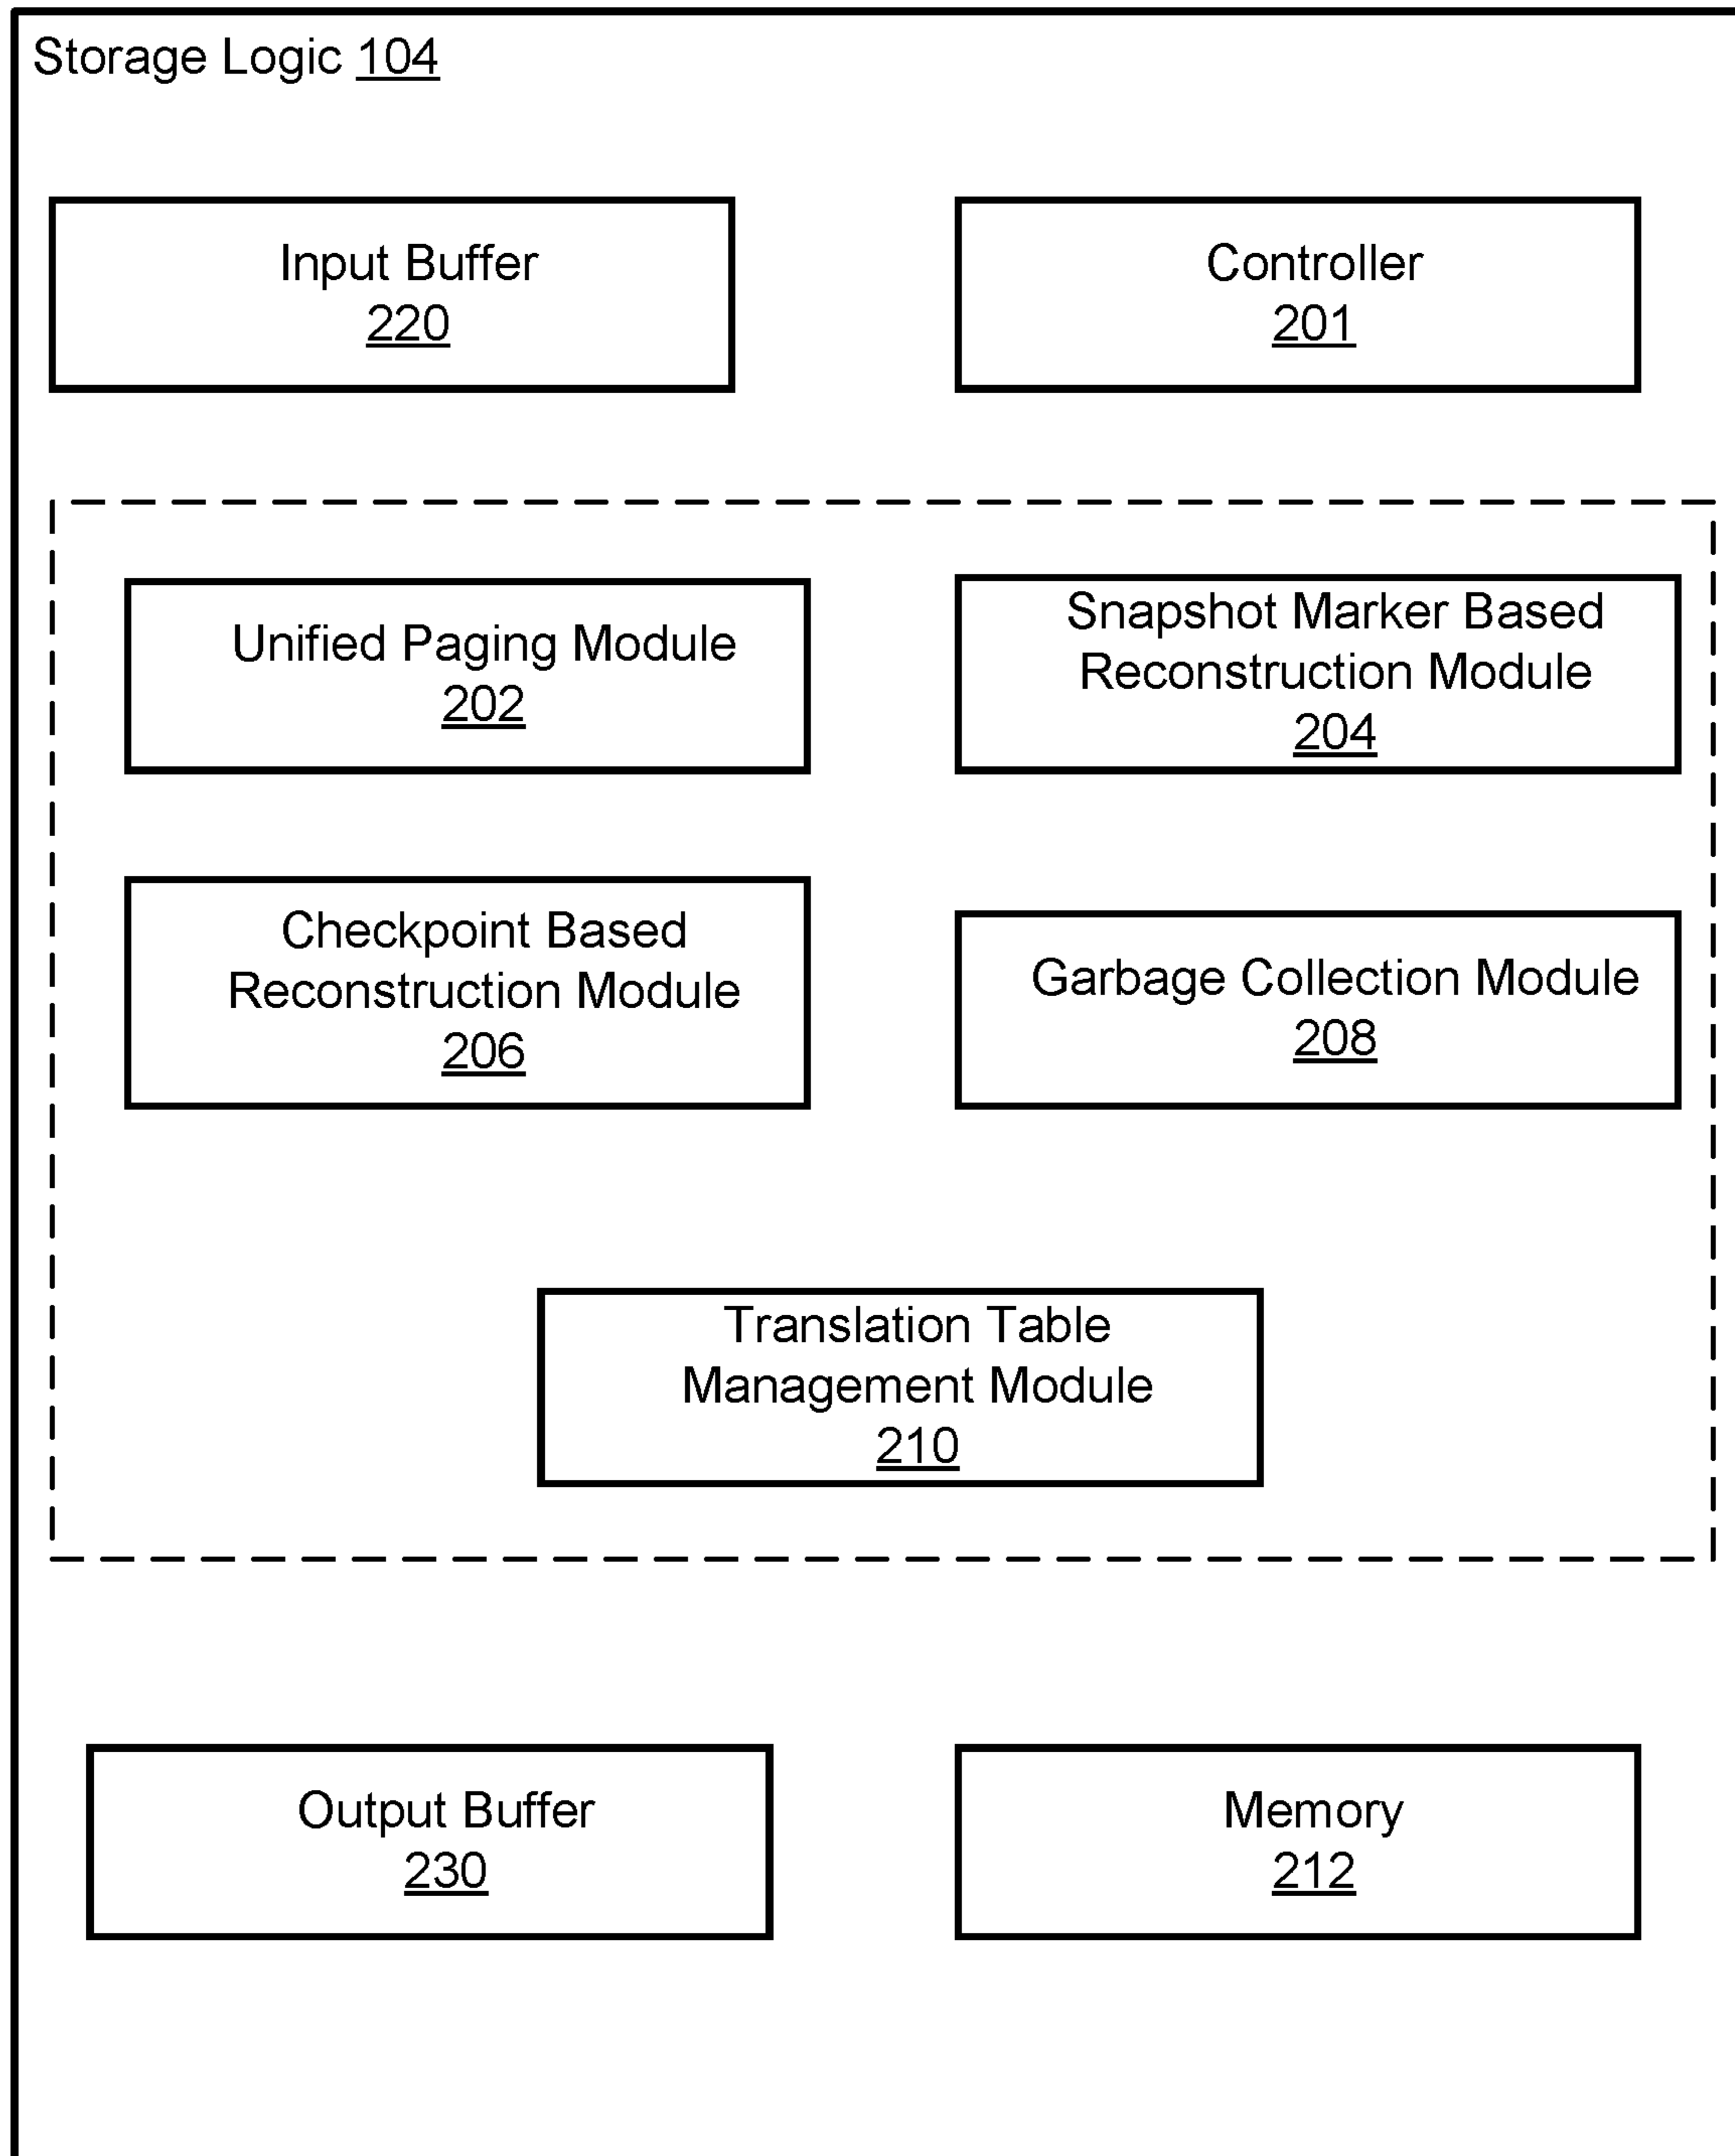 Storage Logic 104
Input Buffer
220
Controller
201
Unified Paging Module
202
Snapshot Marker Based
Reconstruction Module
204
Checkpoint Based
Reconstruction Module
206
Garbage Collection Module
208
Translation Table
Management Module
210
Output Buffer
230
Memory
212